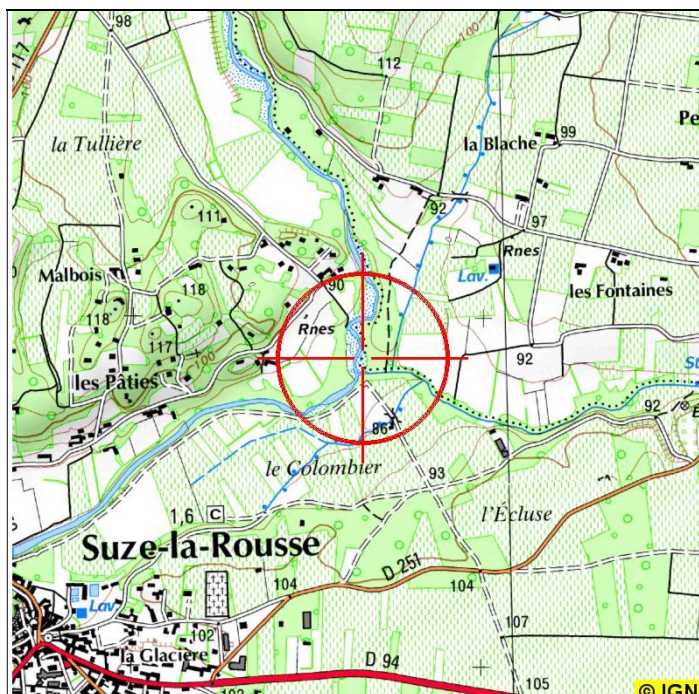 98
112
la Tullière
la Blache
99
Pe
111
92
97
Rnes
Malbois
90
Lav.
118
les Fontaines
118
Rnes
117
100
92
les Pâties
92
86
le Colombier
93
1,6 C
l'Écluse
Suze-la-Rousse
D 251
104
104
Lav
102
107
la Glacière
D 94
105
© IGN